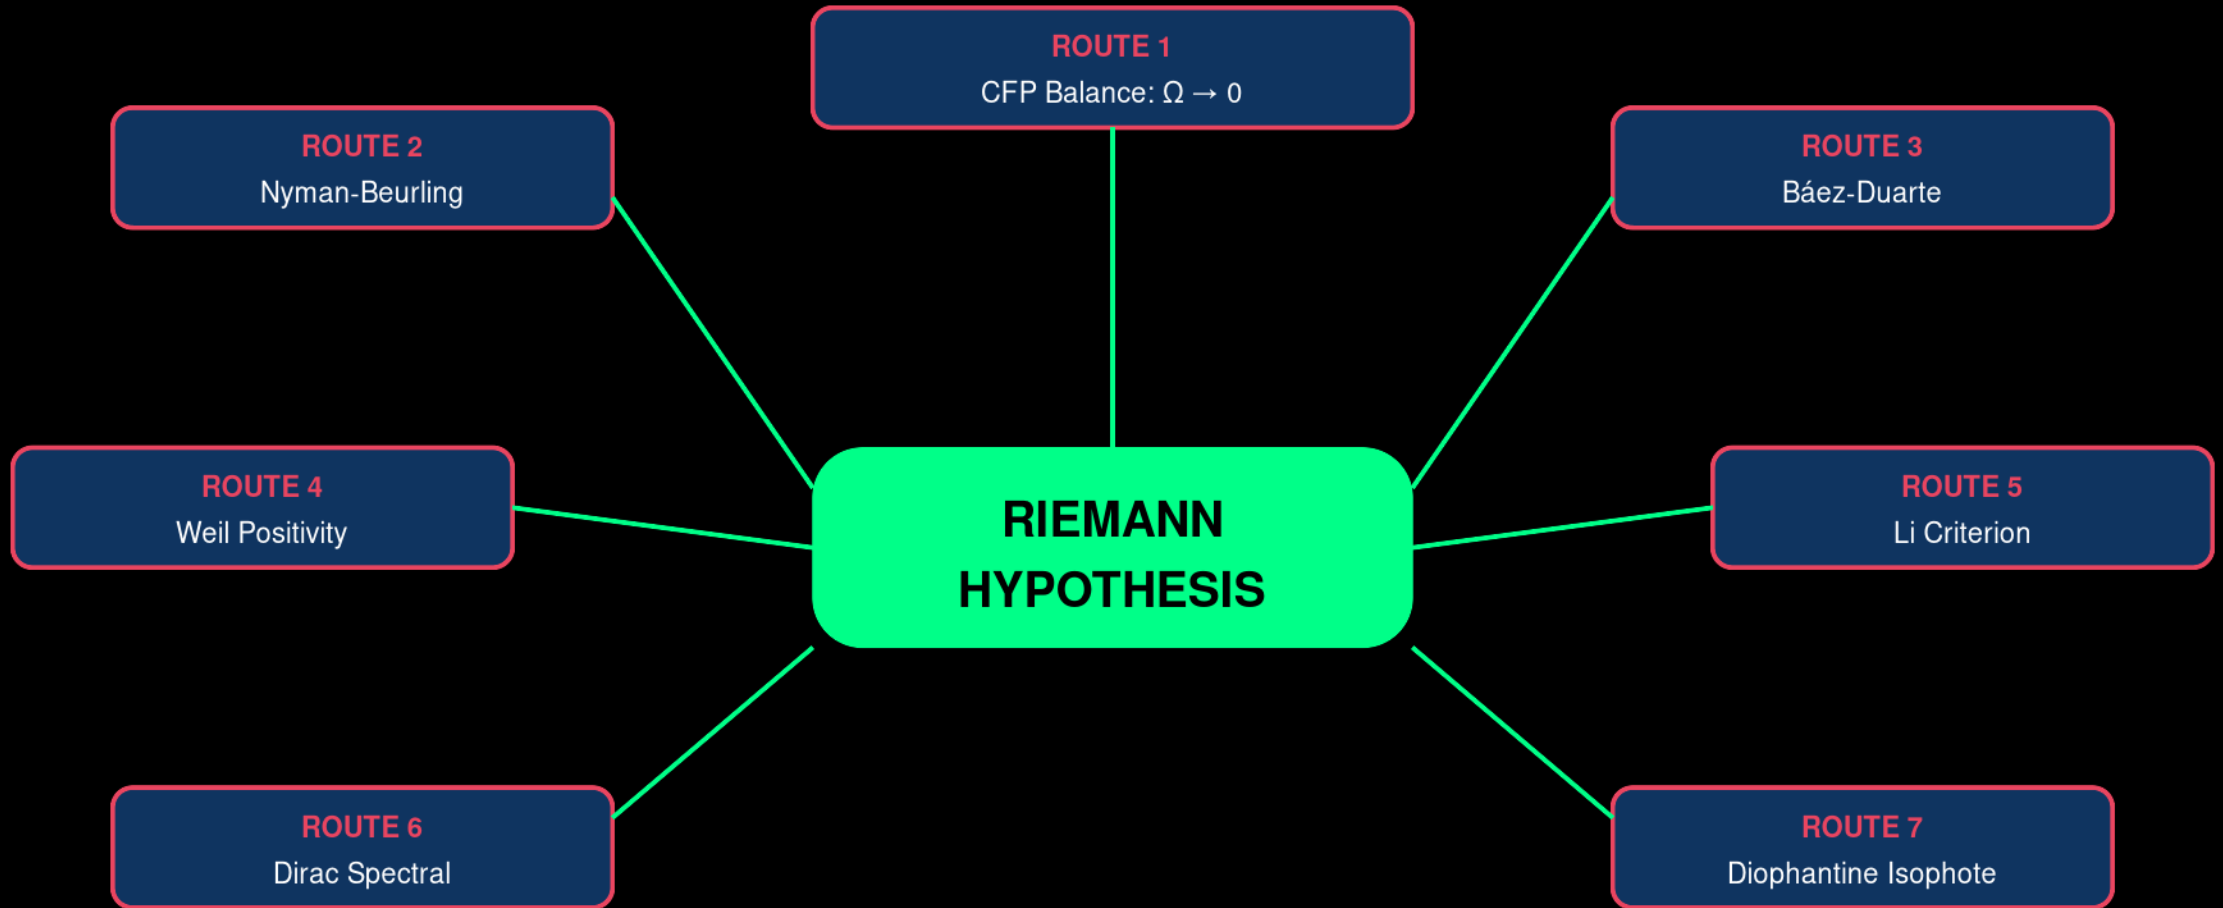 ROUTE 1
CFP Balance: Ω → 0
ROUTE 2
Nyman-Beurling
ROUTE 3
Báez-Duarte
ROUTE 4
Weil Positivity
RIEMANN
HYPOTHESIS
ROUTE 5
Li Criterion
ROUTE 6
Dirac Spectral
ROUTE 7
Diophantine Isophote